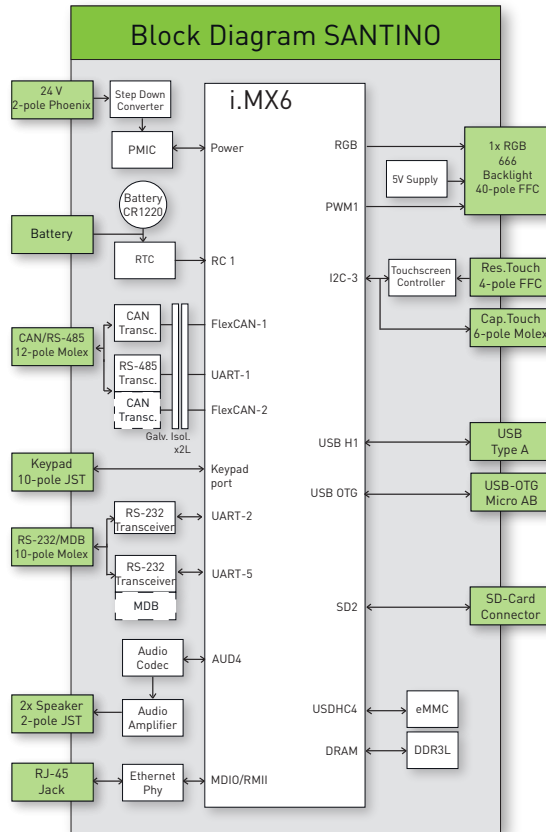 Block Diagram SANTINO
24 V
2-pole Phoenix
Step Down
Converter
i.MX6
PMIC
Power
RGB
1x RGB
666
Backlight
40-pole FFC
5V Supply
PWM1
Battery
CR1220
Battery
RTC
RC 1
I2C-3
Touchscreen
Controller
Res.Touch
4-pole FFC
Cap.Touch
6-pole Molex
CAN/RS-485
12-pole Molex
CAN
Transc.
FlexCAN-1
RS-485
Transc.
UART-1
CAN
Transc.
FlexCAN-2
Galv. Isol.
x2L
USB H1
USB
Type A
Keypad
10-pole JST
Keypad
port
USB OTG
USB-OTG
Micro AB
RS-232/MDB
10-pole Molex
RS-232
Transceiver
UART-2
RS-232
Transceiver
UART-5
MDB
SD2
SD-Card
Connector
Audio
Codec
AUD4
2x Speaker
2-pole JST
Audio
Amplifier
USDHC4
eMMC
DRAM
DDR3L
RJ-45
Jack
Ethernet
Phy
MDIO/RMII